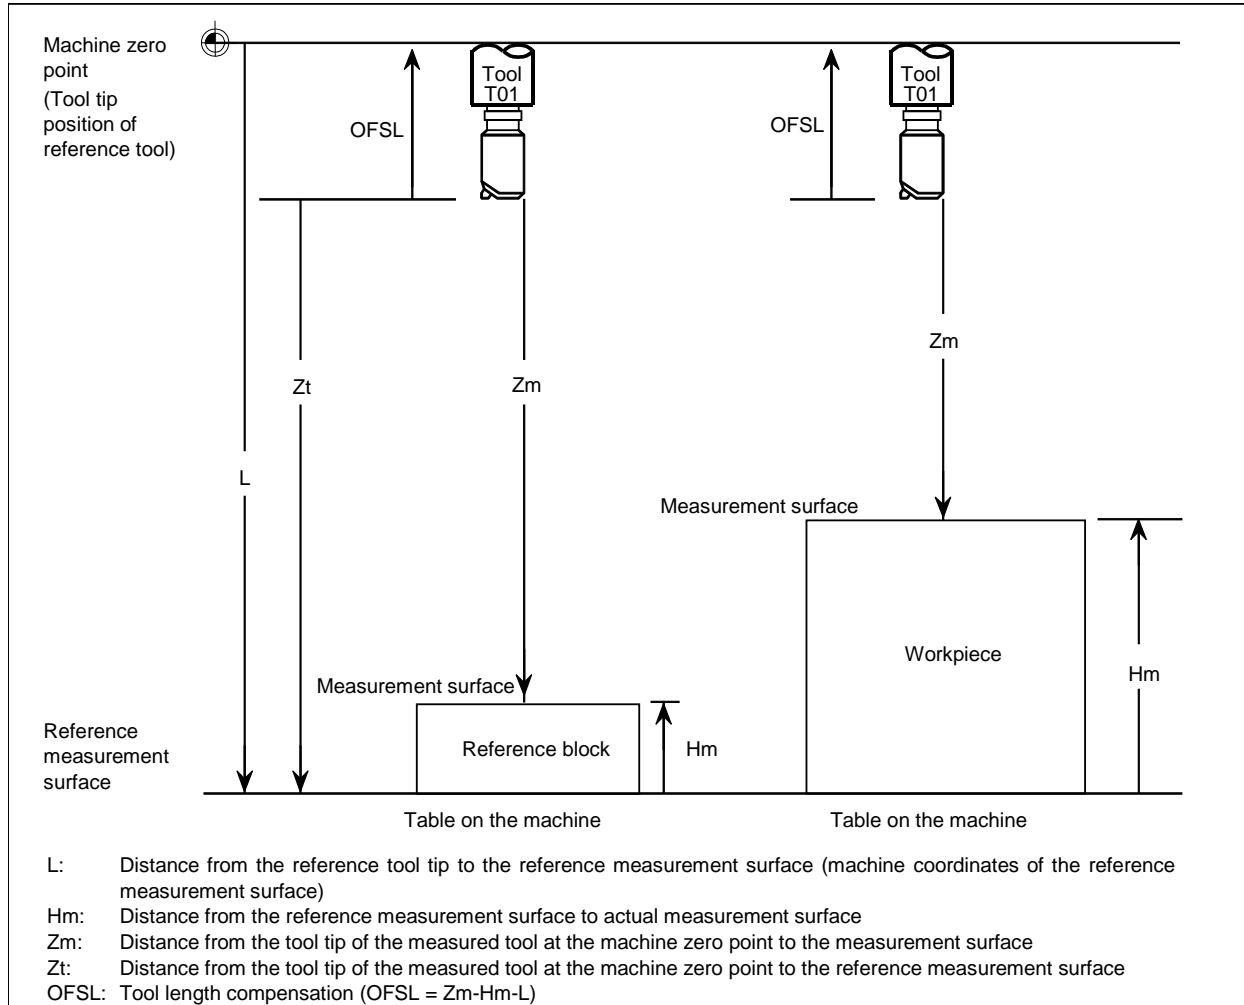 Machine zero
point
(Tool tip
position of
reference tool)
OFSL
Tool
T01
OFSL
Tool
T01
Zt
Zm
Zm
L
Measurement surface
Workpiece
Hm
Measurement surface
Reference
measurement
surface
Reference block
Hm
Table on the machine
Table on the machine
L: Distance from the reference tool tip to the reference measurement surface (machine coordinates of the reference
measurement surface)
Hm: Distance from the reference measurement surface to actual measurement surface
Zm: Distance from the tool tip of the measured tool at the machine zero point to the measurement surface
Zt: Distance from the tool tip of the measured tool at the machine zero point to the reference measurement surface
OFSL: Tool length compensation (OFSL = Zm-Hm-L)